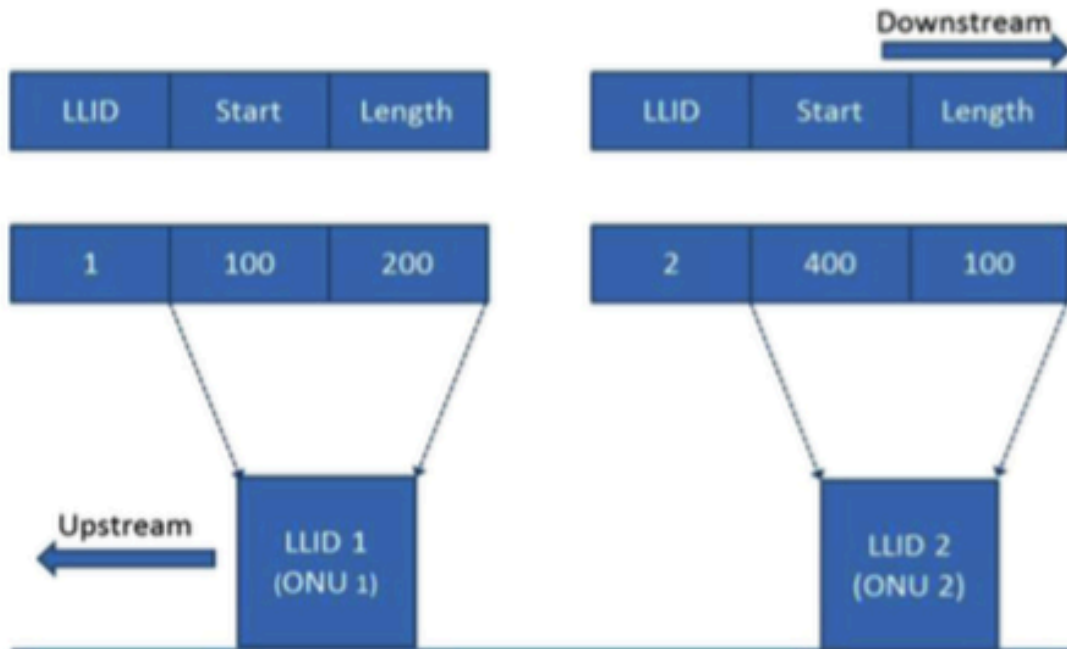 Downstream
LLID Start Length
LLID Start Length
1 100 200
2 400 100
Upstream
LLID 1
(ONU 1)
LLID 2
(ONU 2)